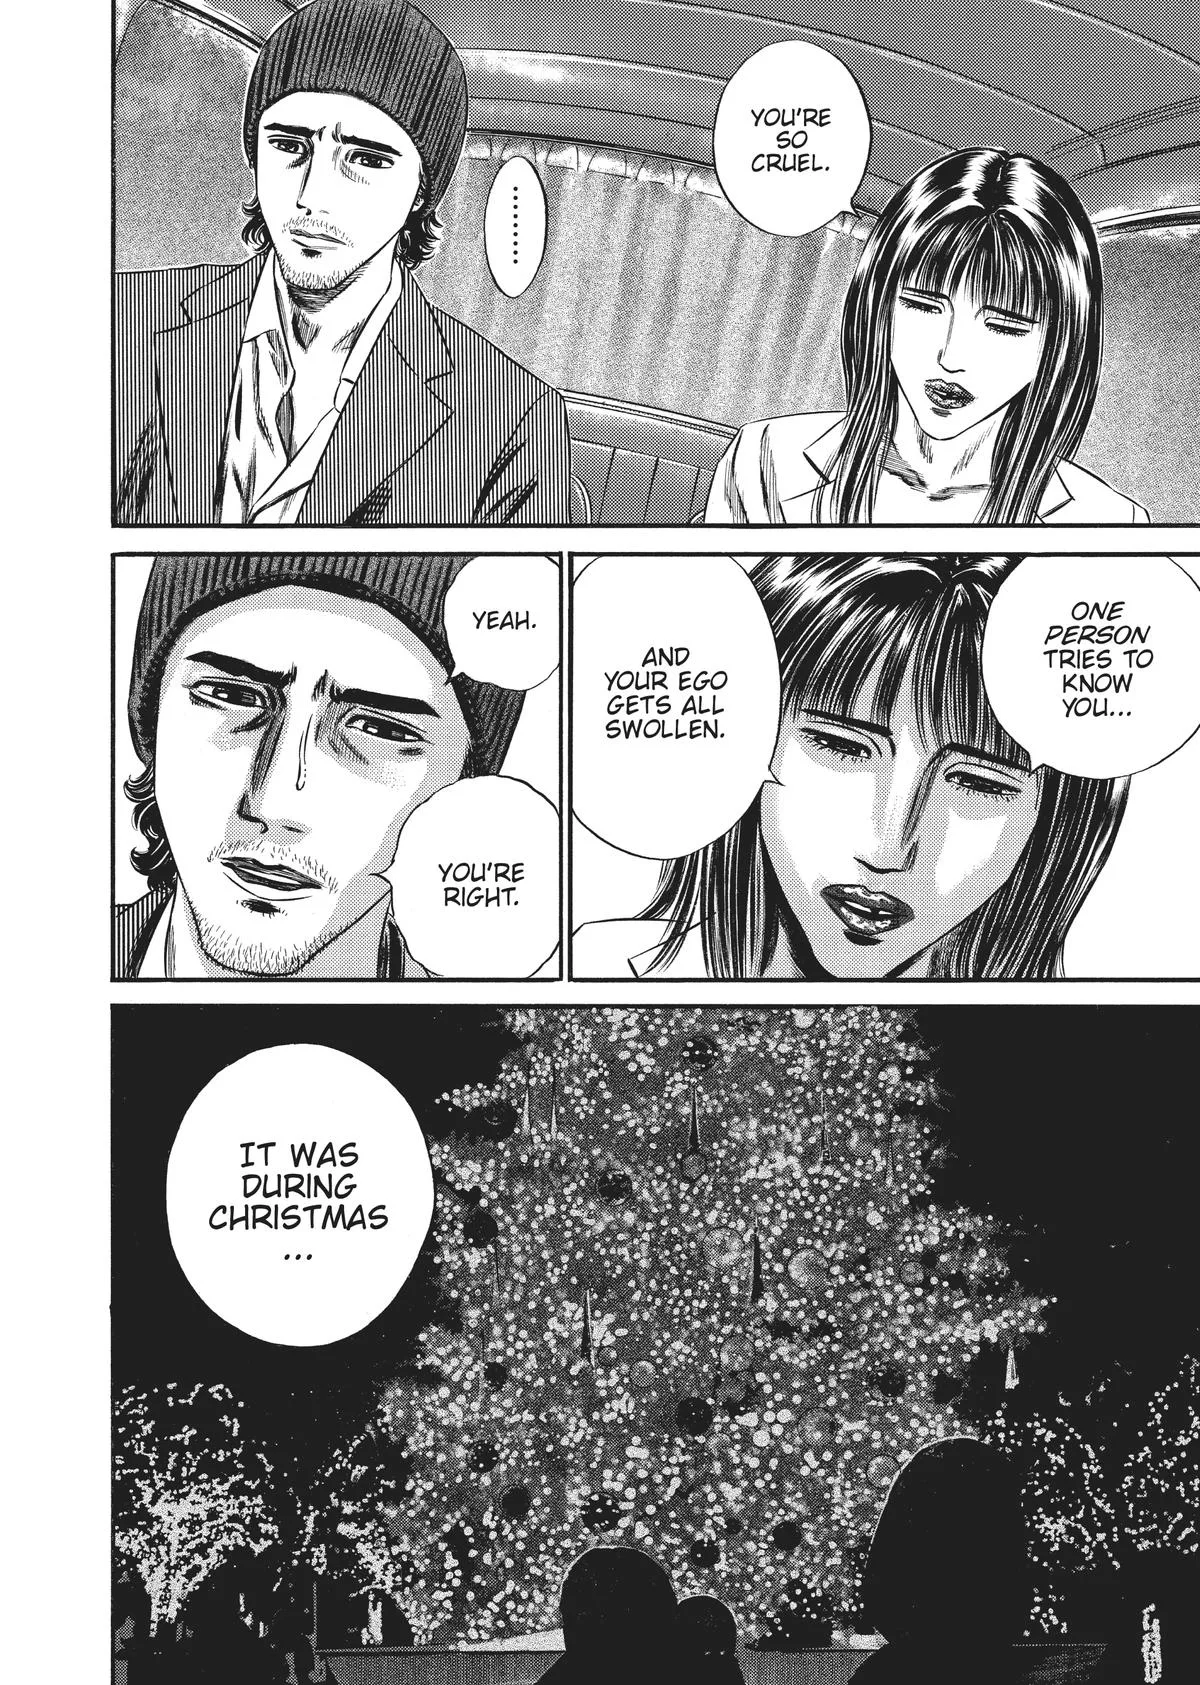 YOU'RE
SO
CRUEL.
........
ONE
PERSON
TRIES TO
KNOW
YOU...
AND
YOUR EGO
GETS ALL
SWOLLEN.
YEAH.
YOU'RE
RIGHT.
IT WAS
DURING
CHRISTMAS
...